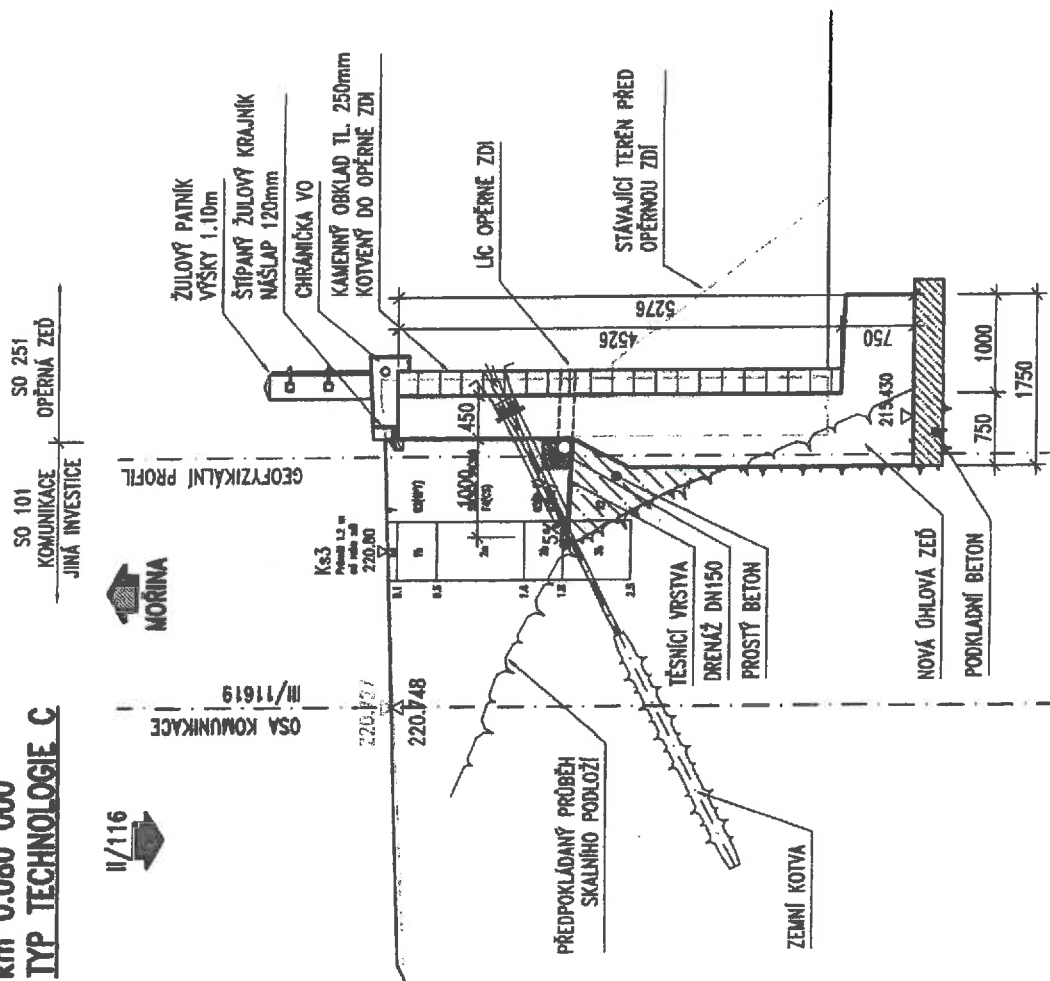 km 0.080 000
TYP TECHNOLOGIE C
II/116
MOŘINA
SO 101
KOMUNIKACE
JINÁ INVESTICE
SO 251
OPĚRNÁ ZEĎ
GEOFYZIKÁLNÍ PROFIL
OSA KOMUNIKACE
III/11619
220.748
Ks3
220.80
ŽULOVÝ PATNÍK
VÝŠKY 1.10m
ŠTÍPANÝ ŽULOVÝ KRAJNÍK
NÁŠLAP 120mm
CHRÁNIČKA VO
KAMENNÝ OBKLAD TL. 250mm
KOTVENÝ DO OPĚRNÉ ZDI
LÍC OPĚRNÉ ZDI
STÁVAJÍCÍ TERÉN PŘED
OPĚRNOU ZDÍ
1000
450
5%
4526
5276
750
215.430
750
1000
1750
TĚSNÍCÍ VRSTVA
DRENÁŽ DN150
PROSTÝ BETON
PŘEDPOKLÁDANÝ PRŮBĚH
SKALNÍHO PODLOŽÍ
ZEMNÍ KOTVA
NOVÁ ÚHLOVÁ ZEĎ
PODKLADNÍ BETON